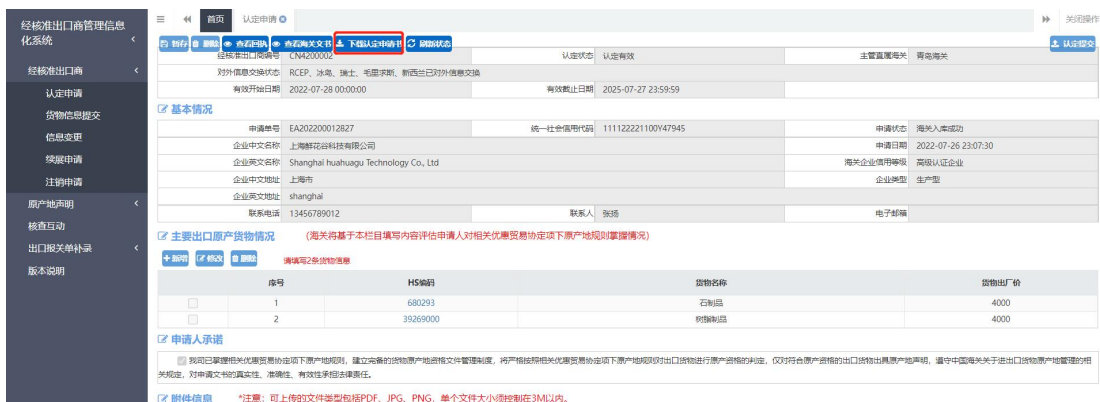 经核准出口商管理信息化系统
经核准出口商
认定申请
货物信息提交
信息变更
续展申请
注销申请
原产地声明
核查互动
出口报关单补录
版本说明
首页 认定申请 关闭操作
暂存 删除 查看回执 查看海关文书 下载认定申请书 刷新状态 认定提交
经核准出口商编号 CN4200002 认定状态 认定有效 主管直属海关 青岛海关
对外信息交换状态 RCEP、冰岛、瑞士、毛里求斯、新西兰已对外信息交换
有效开始日期 2022-07-28 00:00:00 有效截止日期 2025-07-27 23:59:59
基本情况
申请单号 EA202200012827 统一社会信用代码 1111222221100Y47945 申请状态 海关入库成功
企业中文名称 上海鲜花谷科技有限公司 申请日期 2022-07-26 23:07:30
企业英文名称 Shanghai huahuagu Technology Co., Ltd 海关企业信用等级 高级认证企业
企业中文地址 上海市 企业类型 生产型
企业英文地址 shanghai
联系电话 13456789012 联系人 张扬 电子邮箱
主要出口原产货物情况 (海关将基于本栏目填写内容评估申请人对相关优惠贸易协定项下原产地规则掌握情况)
新增 修改 删除 请填写2条货物信息
序号 HS编码 货物名称 货物出厂价
1 680293 石制品 4000
2 39269000 树脂制品 4000
申请人承诺
我司已掌握相关优惠贸易协定项下原产地规则，建立完备的货物原产地资格文件管理制度，将严格按照相关优惠贸易协定项下原产地规则对出口货物进行原产资格的判定，仅对符合原产资格的出口货物出具原产地声明，遵守中国海关关于进出口货物原产地管理的相
关规定，对申请文书的真实性、准确性、有效性承担法律责任。
附件信息 *注意：可上传的文件类型包括PDF、JPG、PNG，单个文件大小须控制在3M以内。